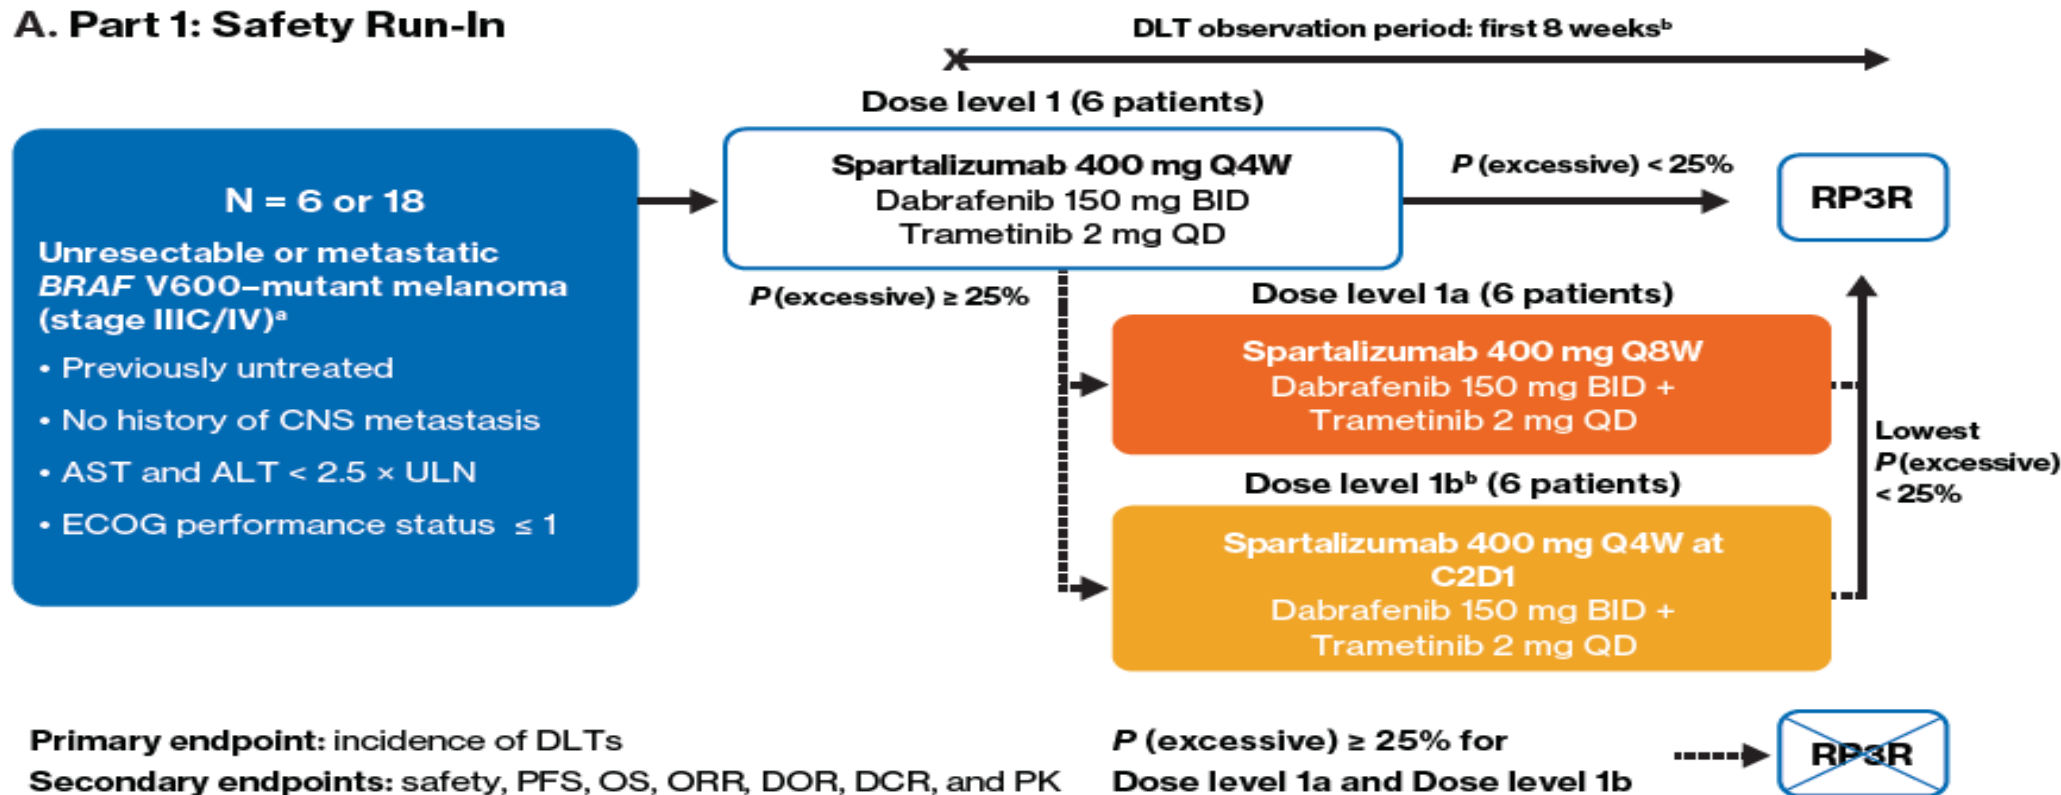 A. Part 1: Safety Run-In
DLT observation period: first 8 weeksᵇ
X
Dose level 1 (6 patients)
N = 6 or 18
Unresectable or metastatic
BRAF V600–mutant melanoma
(stage IIIC/IV)ᵃ
• Previously untreated
• No history of CNS metastasis
• AST and ALT < 2.5 × ULN
• ECOG performance status ≤ 1
Spartalizumab 400 mg Q4W
Dabrafenib 150 mg BID
Trametinib 2 mg QD
P (excessive) < 25%
RP3R
P (excessive) ≥ 25%
Dose level 1a (6 patients)
Spartalizumab 400 mg Q8W
Dabrafenib 150 mg BID +
Trametinib 2 mg QD
Dose level 1bᵇ (6 patients)
Spartalizumab 400 mg Q4W at
C2D1
Dabrafenib 150 mg BID +
Trametinib 2 mg QD
Lowest
P (excessive)
< 25%
Primary endpoint: incidence of DLTs
Secondary endpoints: safety, PFS, OS, ORR, DOR, DCR, and PK
P (excessive) ≥ 25% for
Dose level 1a and Dose level 1b
RP3R